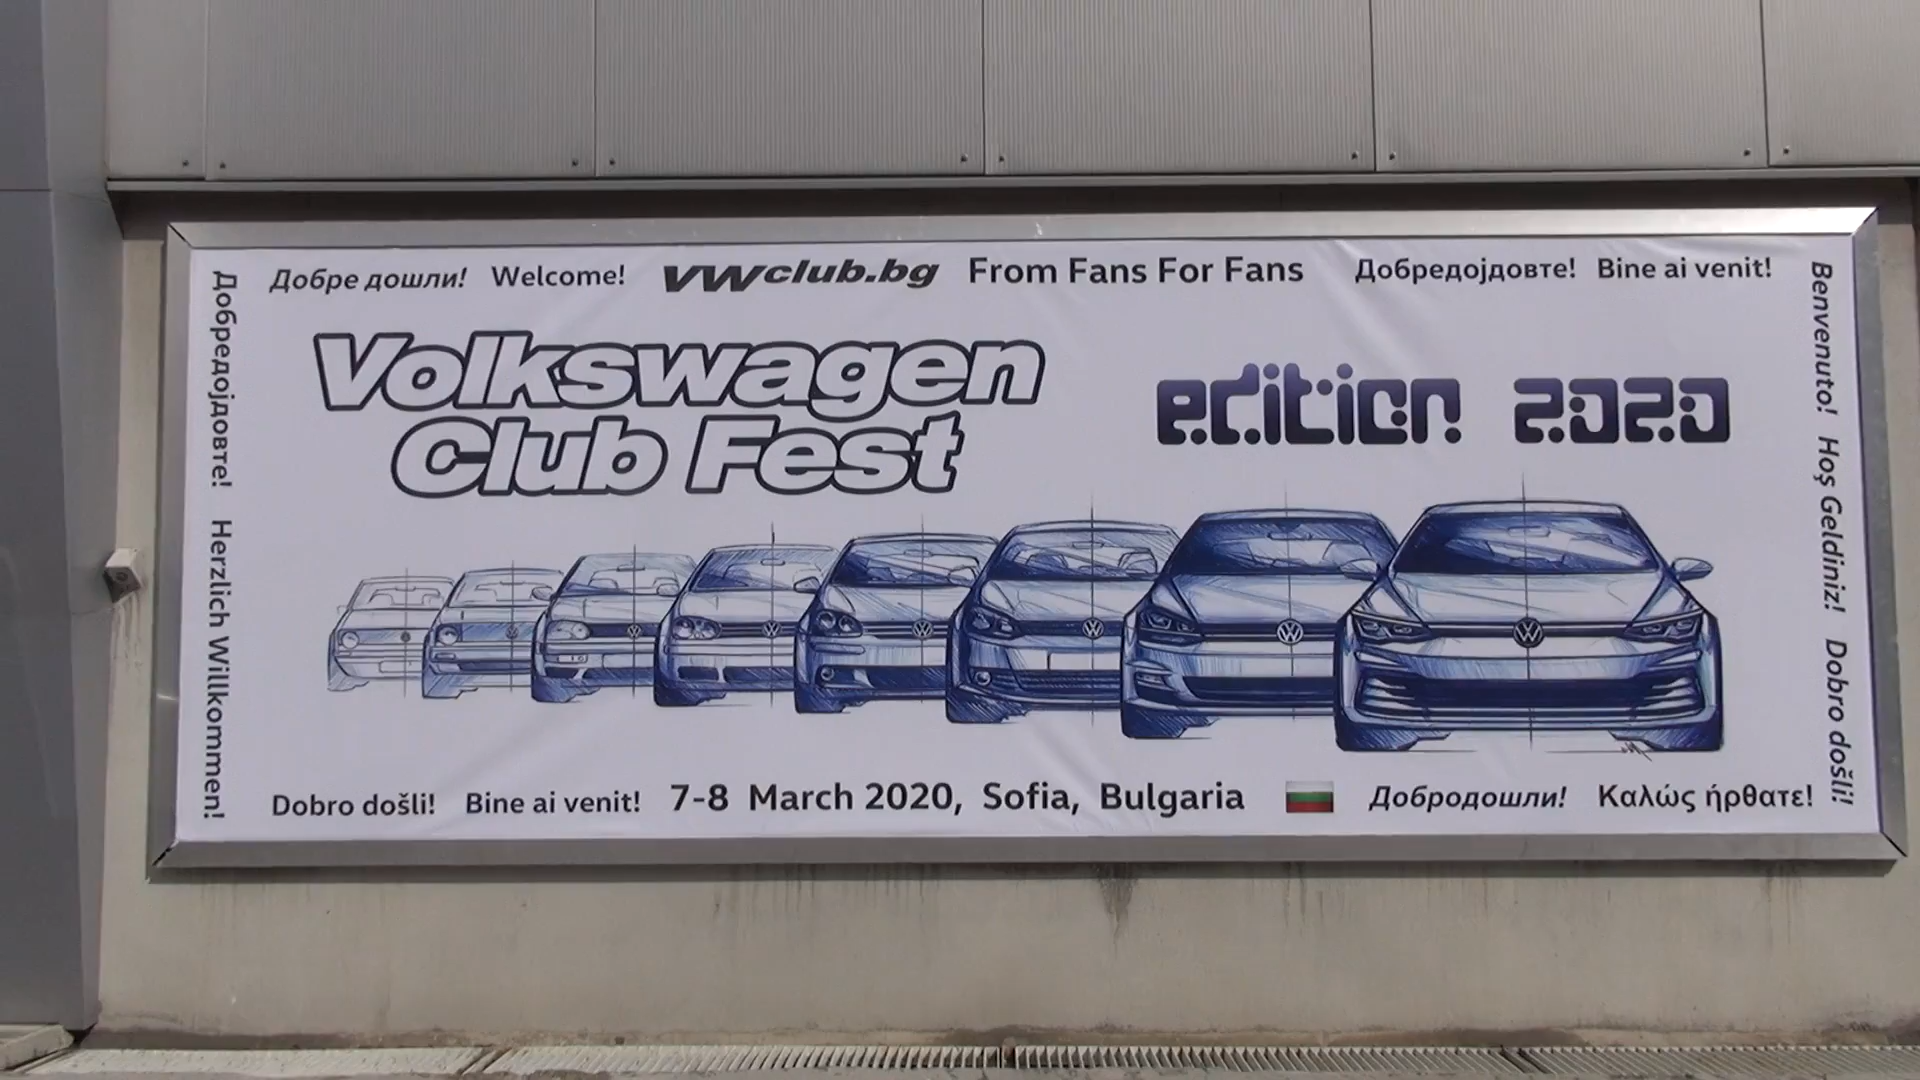 Добре дошли! Welcome! VWclub.bg From Fans For Fans Добредојдовте! Bine ai venit!
Volkswagen
Club Fest
edition 2020
Добредојдовте! Herzlich Willkommen!
Benvenuto! Hoş Geldiniz! Dobro došli!
Dobro došli! Bine ai venit! 7-8 March 2020, Sofia, Bulgaria Добродошли! Καλώς ήρθατε!